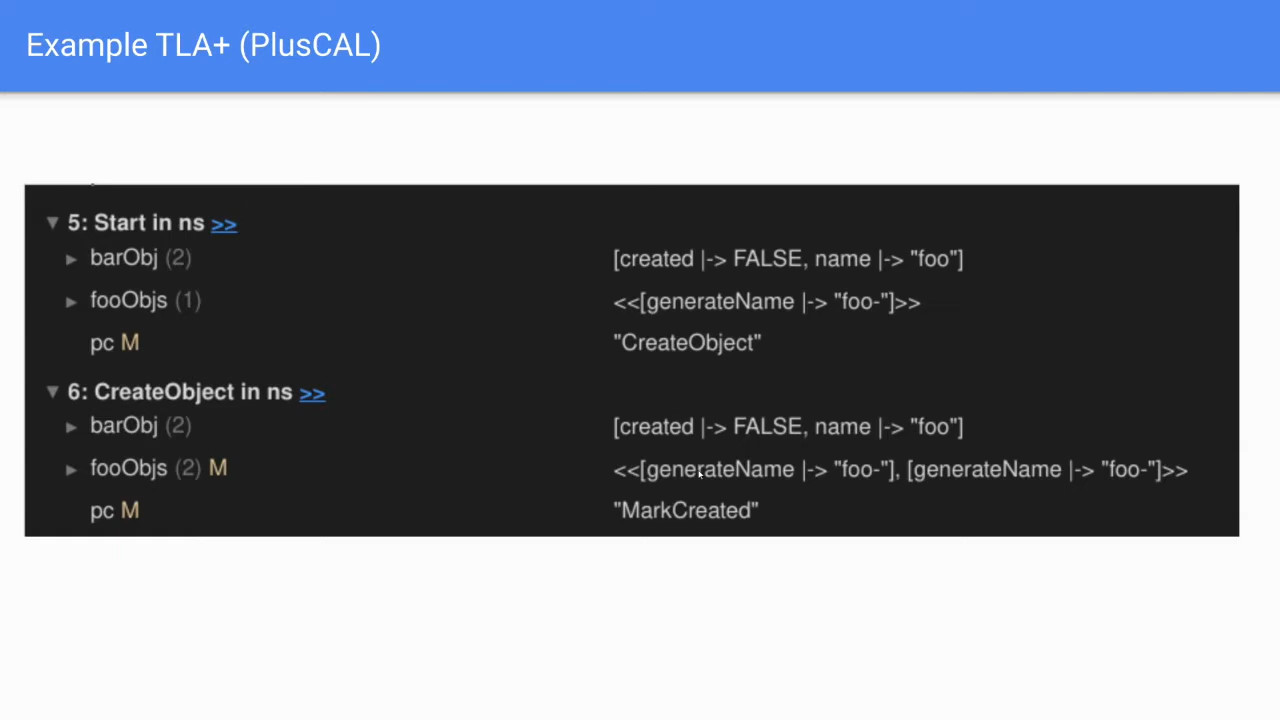 Example TLA+ (PlusCAL)
5: Start in ns >>
barObj (2) [created |-> FALSE, name |-> "foo"]
fooObjs (1) <<[generateName |-> "foo-"]>>
pc M "CreateObject"
6: CreateObject in ns >>
barObj (2) [created |-> FALSE, name |-> "foo"]
fooObjs (2) M <<[generateName |-> "foo-"], [generateName |-> "foo-"]>>
pc M "MarkCreated"